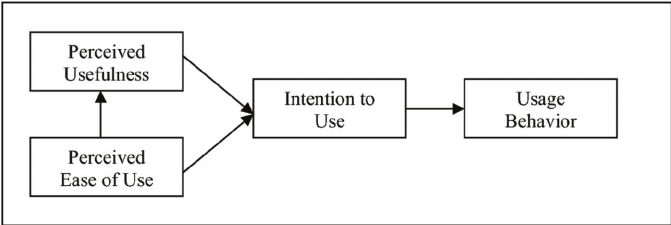 Perceived
Usefulness
Intention to
Use
Usage
Behavior
Perceived
Ease of Use